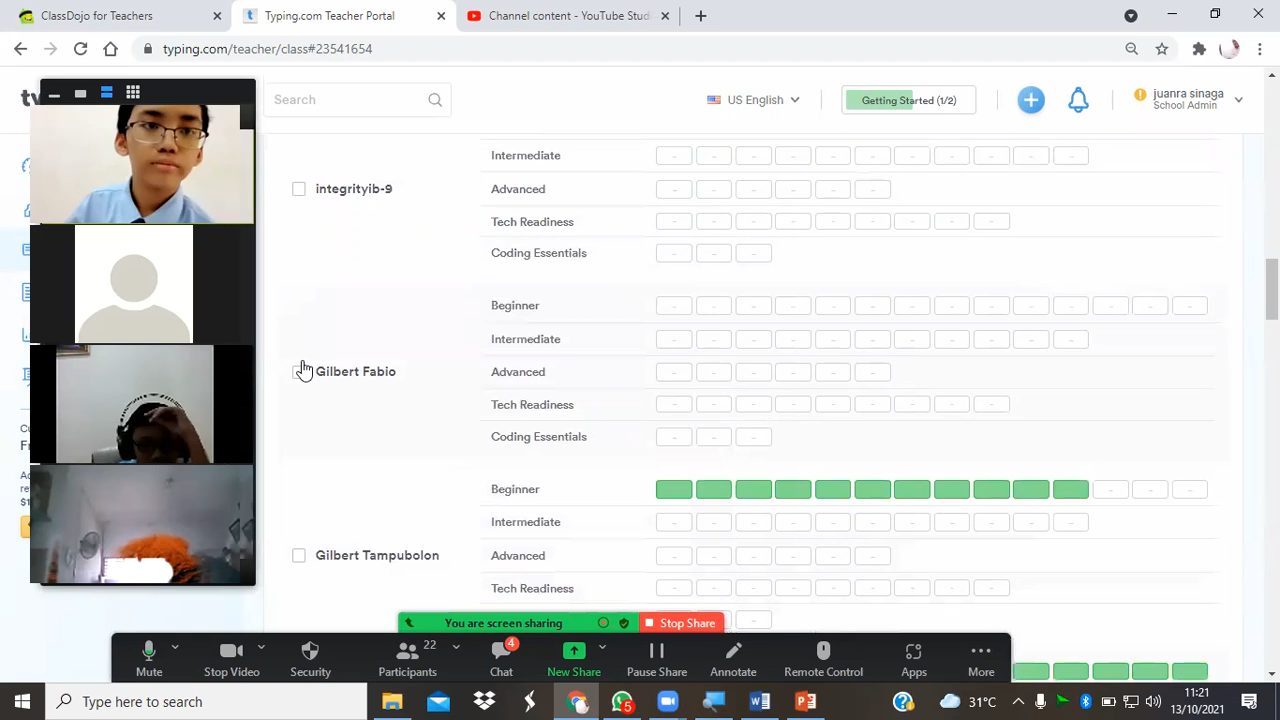 ClassDojo for Teachers
Typing.com Teacher Portal
Channel content - YouTube Stud
typing.com/teacher/class#23541654
Search
US English
Getting Started (1/2)
juanra sinaga
School Admin
Intermediate
integrityib-9
Advanced
Tech Readiness
Coding Essentials
Beginner
Intermediate
Gilbert Fabio
Advanced
Tech Readiness
Coding Essentials
Beginner
Intermediate
Gilbert Tampubolon
Advanced
Tech Readiness
You are screen sharing
Stop Share
22
4
Mute
Stop Video
Security
Participants
Chat
New Share
Pause Share
Annotate
Remote Control
Apps
More
Type here to search
5
31°C
11:21
13/10/2021